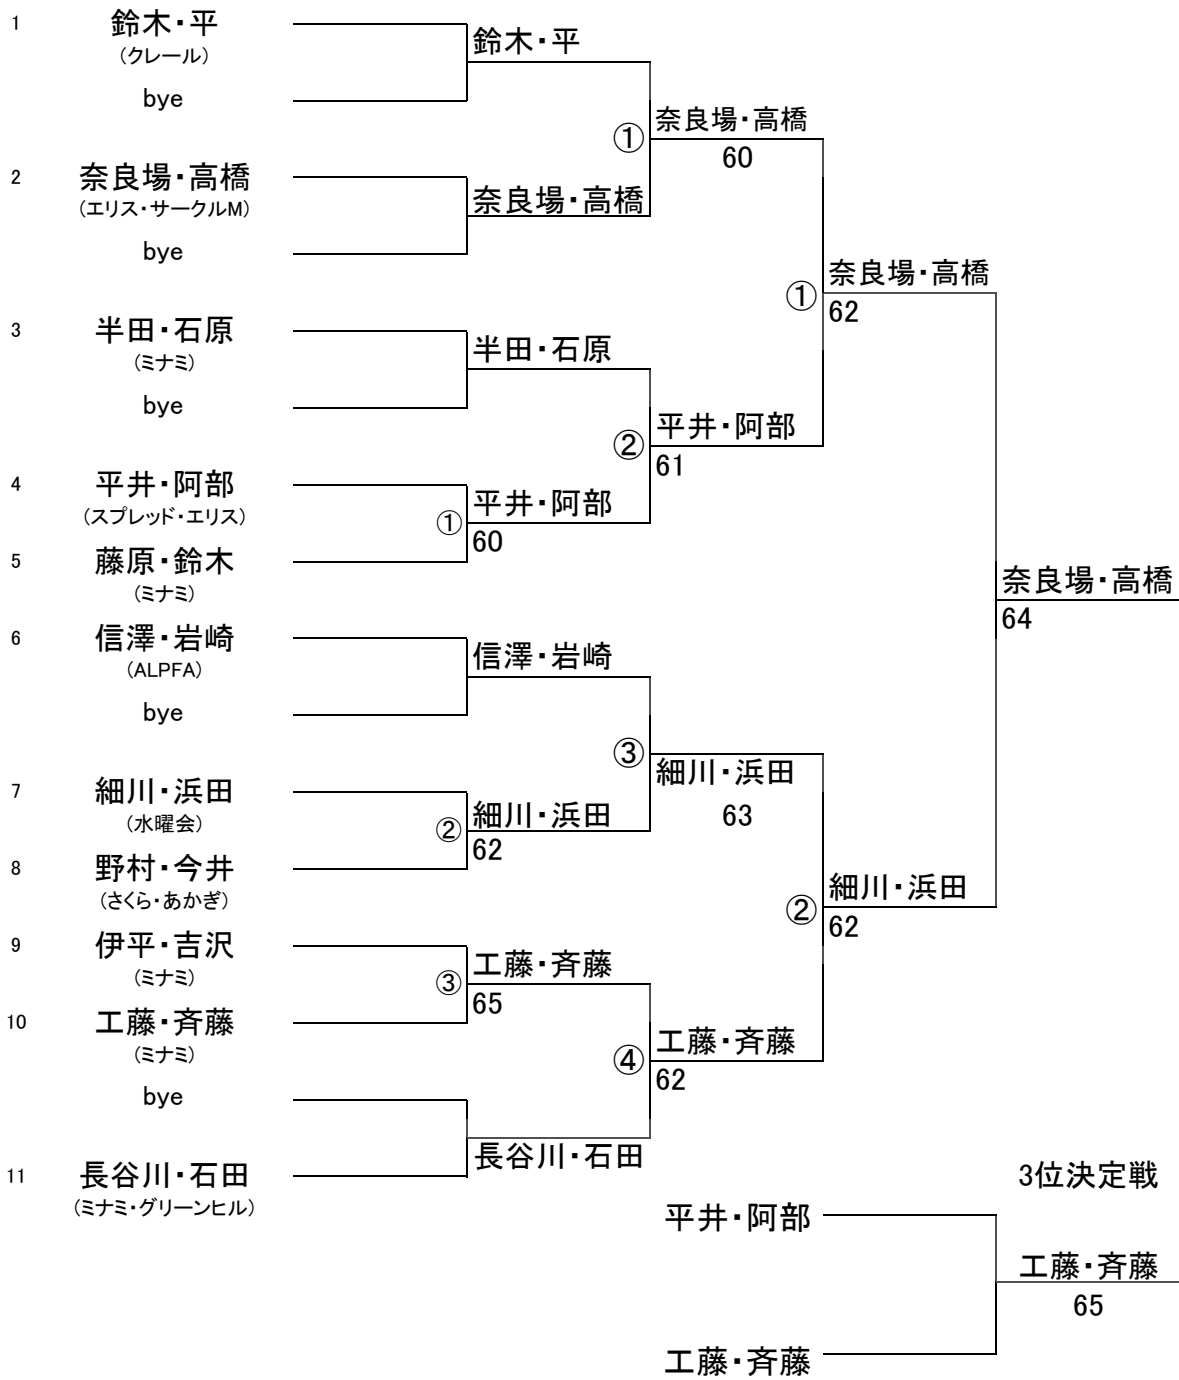 1
鈴木・平
(クレール)
bye
2
奈良場・高橋
(エリス・サークルM)
bye
3
半田・石原
(ミナミ)
bye
4
平井・阿部
(スプレッド・エリス)
5
藤原・鈴木
(ミナミ)
6
信澤・岩崎
(ALPFA)
bye
7
細川・浜田
(水曜会)
8
野村・今井
(さくら・あかぎ)
9
伊平・吉沢
(ミナミ)
10
工藤・斉藤
(ミナミ)
bye
11
長谷川・石田
(ミナミ・グリーンヒル)
鈴木・平
奈良場・高橋
半田・石原
①
平井・阿部
60
信澤・岩崎
②
細川・浜田
62
③
工藤・斉藤
65
長谷川・石田
①
奈良場・高橋
60
②
平井・阿部
61
③
細川・浜田
63
④
工藤・斉藤
62
①
奈良場・高橋
62
②
細川・浜田
62
奈良場・高橋
64
3位決定戦
平井・阿部
工藤・斉藤
65
工藤・斉藤